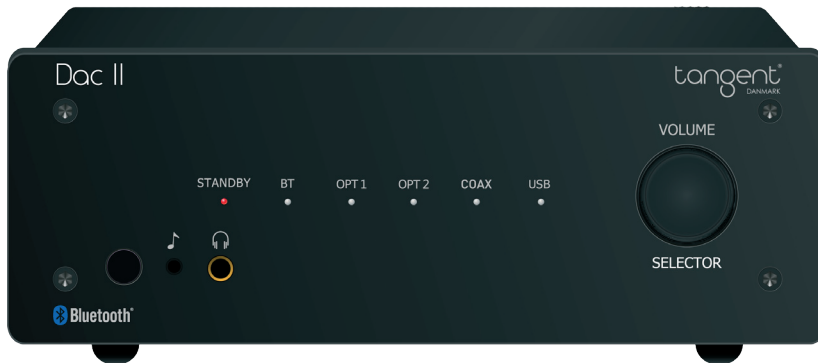 Dac II
tangent®
DANMARK
VOLUME
STANDBY BT OPT 1 OPT 2 COAX USB
SELECTOR
Bluetooth®